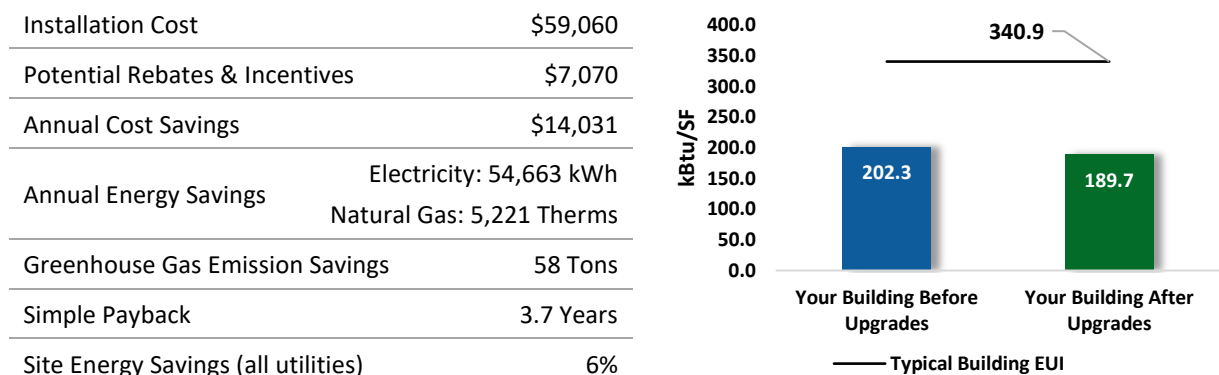 Installation Cost $59,060
Potential Rebates & Incentives $7,070
Annual Cost Savings $14,031
Annual Energy Savings
Electricity: 54,663 kWh
Natural Gas: 5,221 Therms
Greenhouse Gas Emission Savings 58 Tons
Simple Payback 3.7 Years
Site Energy Savings (all utilities) 6%
kBtu/SF
400.0
350.0
300.0
250.0
200.0
150.0
100.0
50.0
0.0
340.9
202.3
189.7
Your Building Before
Upgrades
Your Building After
Upgrades
Typical Building EUI